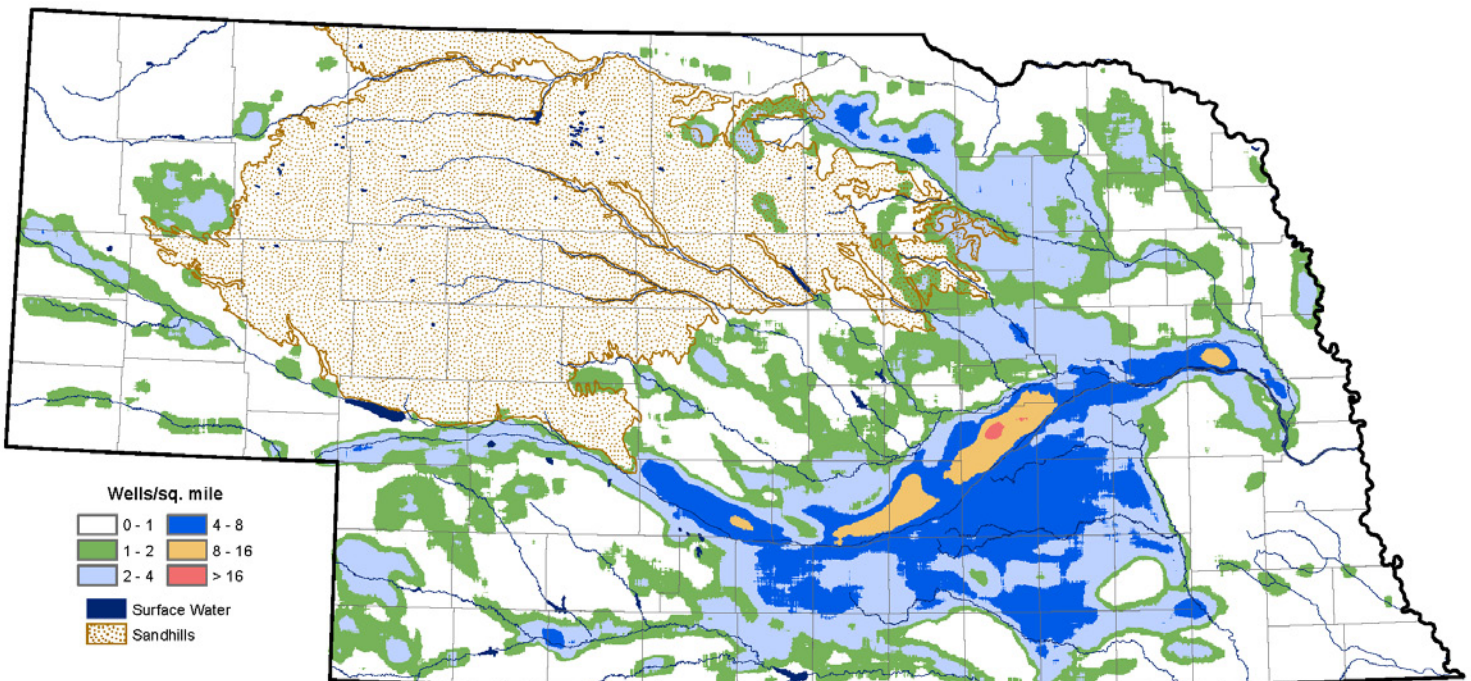 Wells/sq. mile
0 - 1
4 - 8
1 - 2
8 - 16
2 - 4
> 16
Surface Water
Sandhills